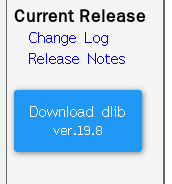 Current Release
Change Log
Release Notes
Download dlib
ver.19.8